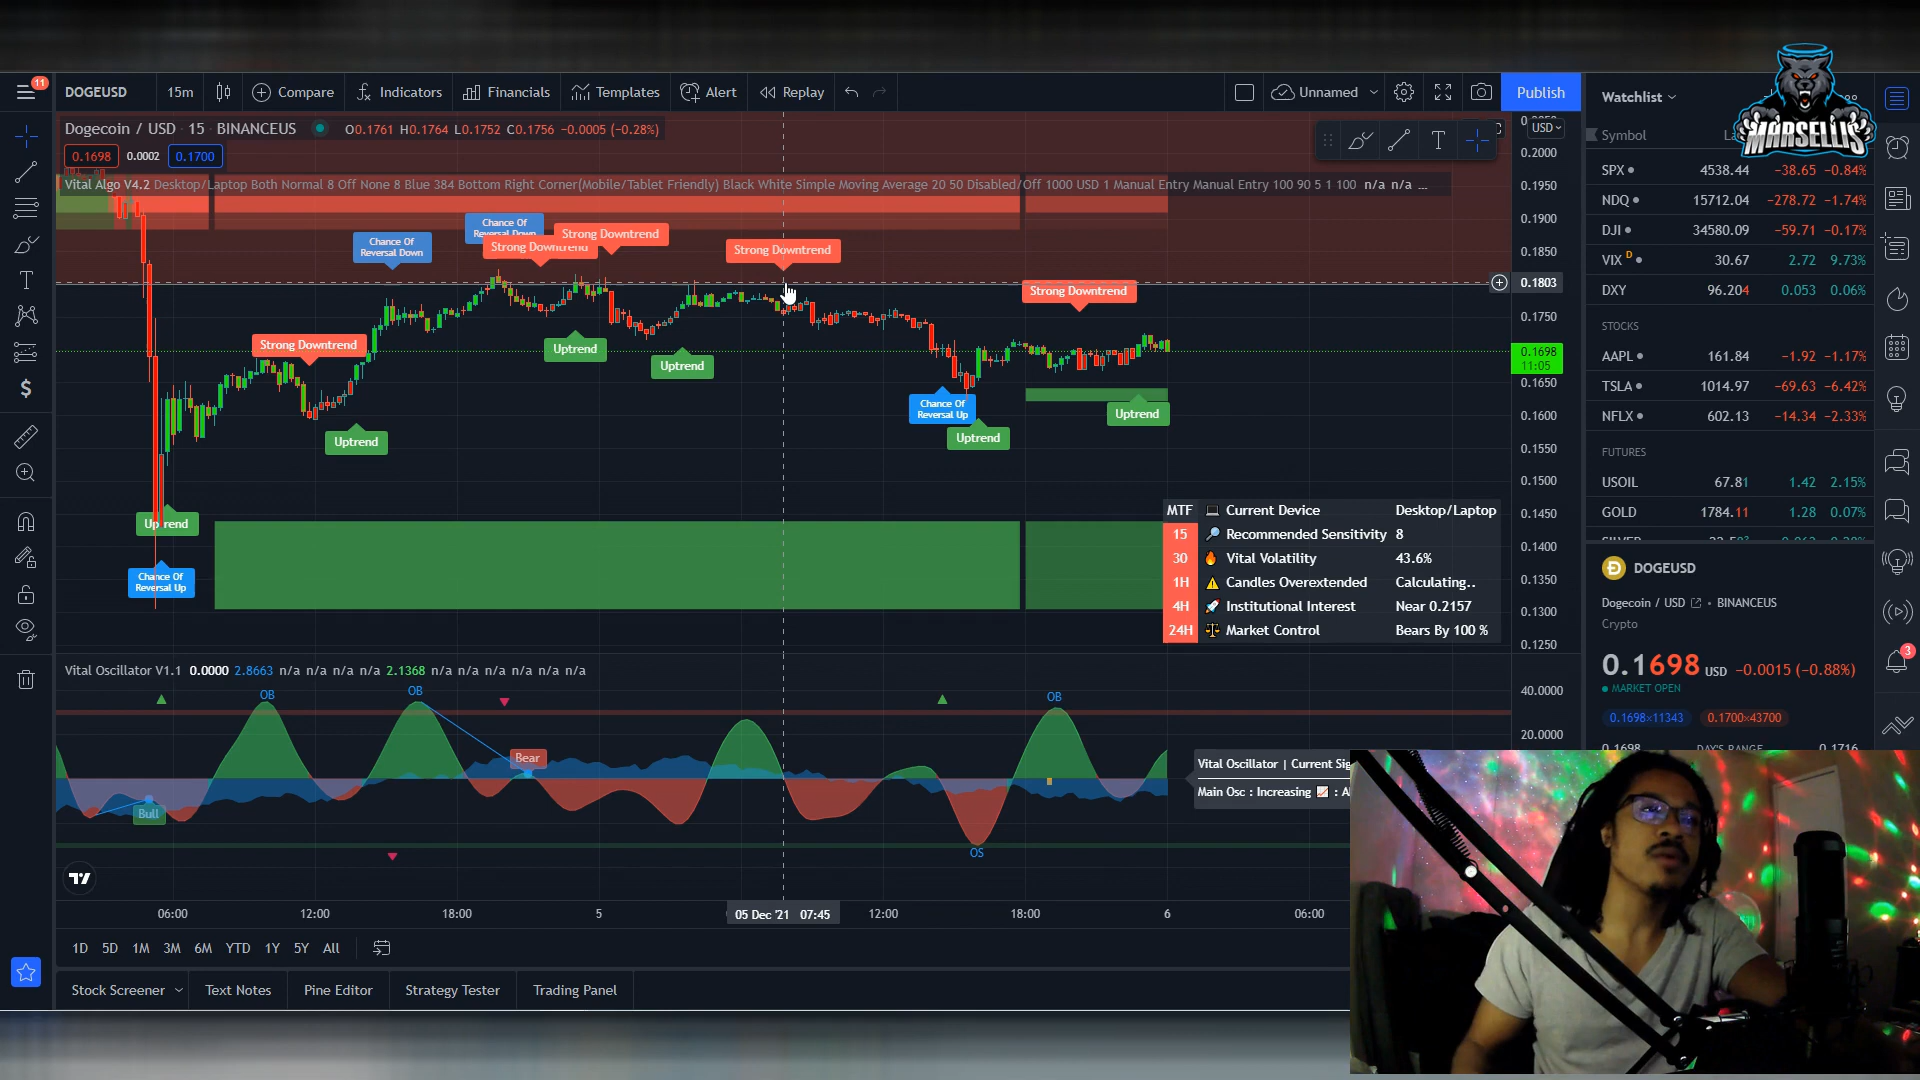 11
DOGEUSD
15m
Compare
Indicators
Financials
Templates
Alert
Replay
Unnamed
Publish
Watchlist
MARSELLIS
Dogecoin / USD · 15 · BINANCEUS
O0.1761 H0.1764 L0.1752 C0.1756 -0.0005 (-0.28%)
0.1698 0.0002 0.1700
Vital Algo V4.2 Desktop/Laptop Both Normal 8 Off None 8 Blue 384 Bottom Right Corner(Mobile/Tablet Friendly) Black White Simple Moving Average 20 50 Disabled/Off 1000 USD 1 Manual Entry Manual Entry 100 90 5 1 100 n/a n/a ...
USD
0.2000
0.1950
0.1900
0.1850
0.1803
0.1750
0.1698
11:05
0.1650
0.1600
0.1550
0.1500
0.1450
0.1400
0.1350
0.1300
0.1250
Chance Of
Reversal Down
Chance Of
Reversal Down
Strong Downtrend
Strong Downtrend
Strong Downtrend
Strong Downtrend
Strong Downtrend
Uptrend
Uptrend
Uptrend
Chance Of
Reversal Up
Uptrend
Uptrend
Uptrend
Chance Of
Reversal Up
MTF Current Device Desktop/Laptop
15 Recommended Sensitivity 8
30 Vital Volatility 43.6%
1H Candles Overextended Calculating..
4H Institutional Interest Near 0.2157
24H Market Control Bears By 100 %
Vital Oscillator V1.1 0.0000 2.8663 n/a n/a n/a n/a 2.1368 n/a n/a n/a n/a n/a n/a n/a
40.0000
20.0000
OB
OB
OB
Bear
Bull
OS
Vital Oscillator | Current Sig
Main Osc : Increasing
06:00
12:00
18:00
5
05 Dec '21 07:45
12:00
18:00
6
06:00
1D 5D 1M 3M 6M YTD 1Y 5Y All
Stock Screener
Text Notes
Pine Editor
Strategy Tester
Trading Panel
Symbol
SPX 4538.44 -38.65 -0.84%
NDQ 15712.04 -278.72 -1.74%
DJI 34580.09 -59.71 -0.17%
VIX D 30.67 2.72 9.73%
DXY 96.204 0.053 0.06%
STOCKS
AAPL 161.84 -1.92 -1.17%
TSLA 1014.97 -69.63 -6.42%
NFLX 602.13 -14.34 -2.33%
FUTURES
USOIL 67.81 1.42 2.15%
GOLD 1784.11 1.28 0.07%
DOGEUSD
Dogecoin / USD · BINANCEUS
Crypto
0.1698 USD -0.0015 (-0.88%)
MARKET OPEN
0.1698×11343 0.1700×43700
3